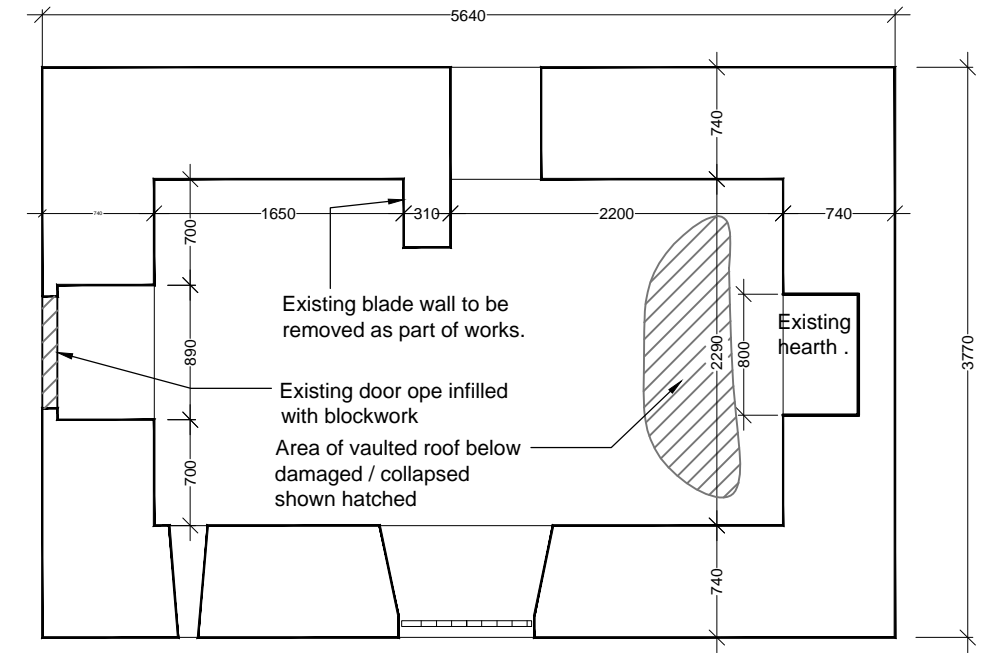 5640
740
740
1650
310
2200
740
700
Existing blade wall to be
removed as part of works.
Existing
hearth .
890
2290
800
3770
Existing door ope infilled
with blockwork
Area of vaulted roof below
damaged / collapsed
shown hatched
700
740